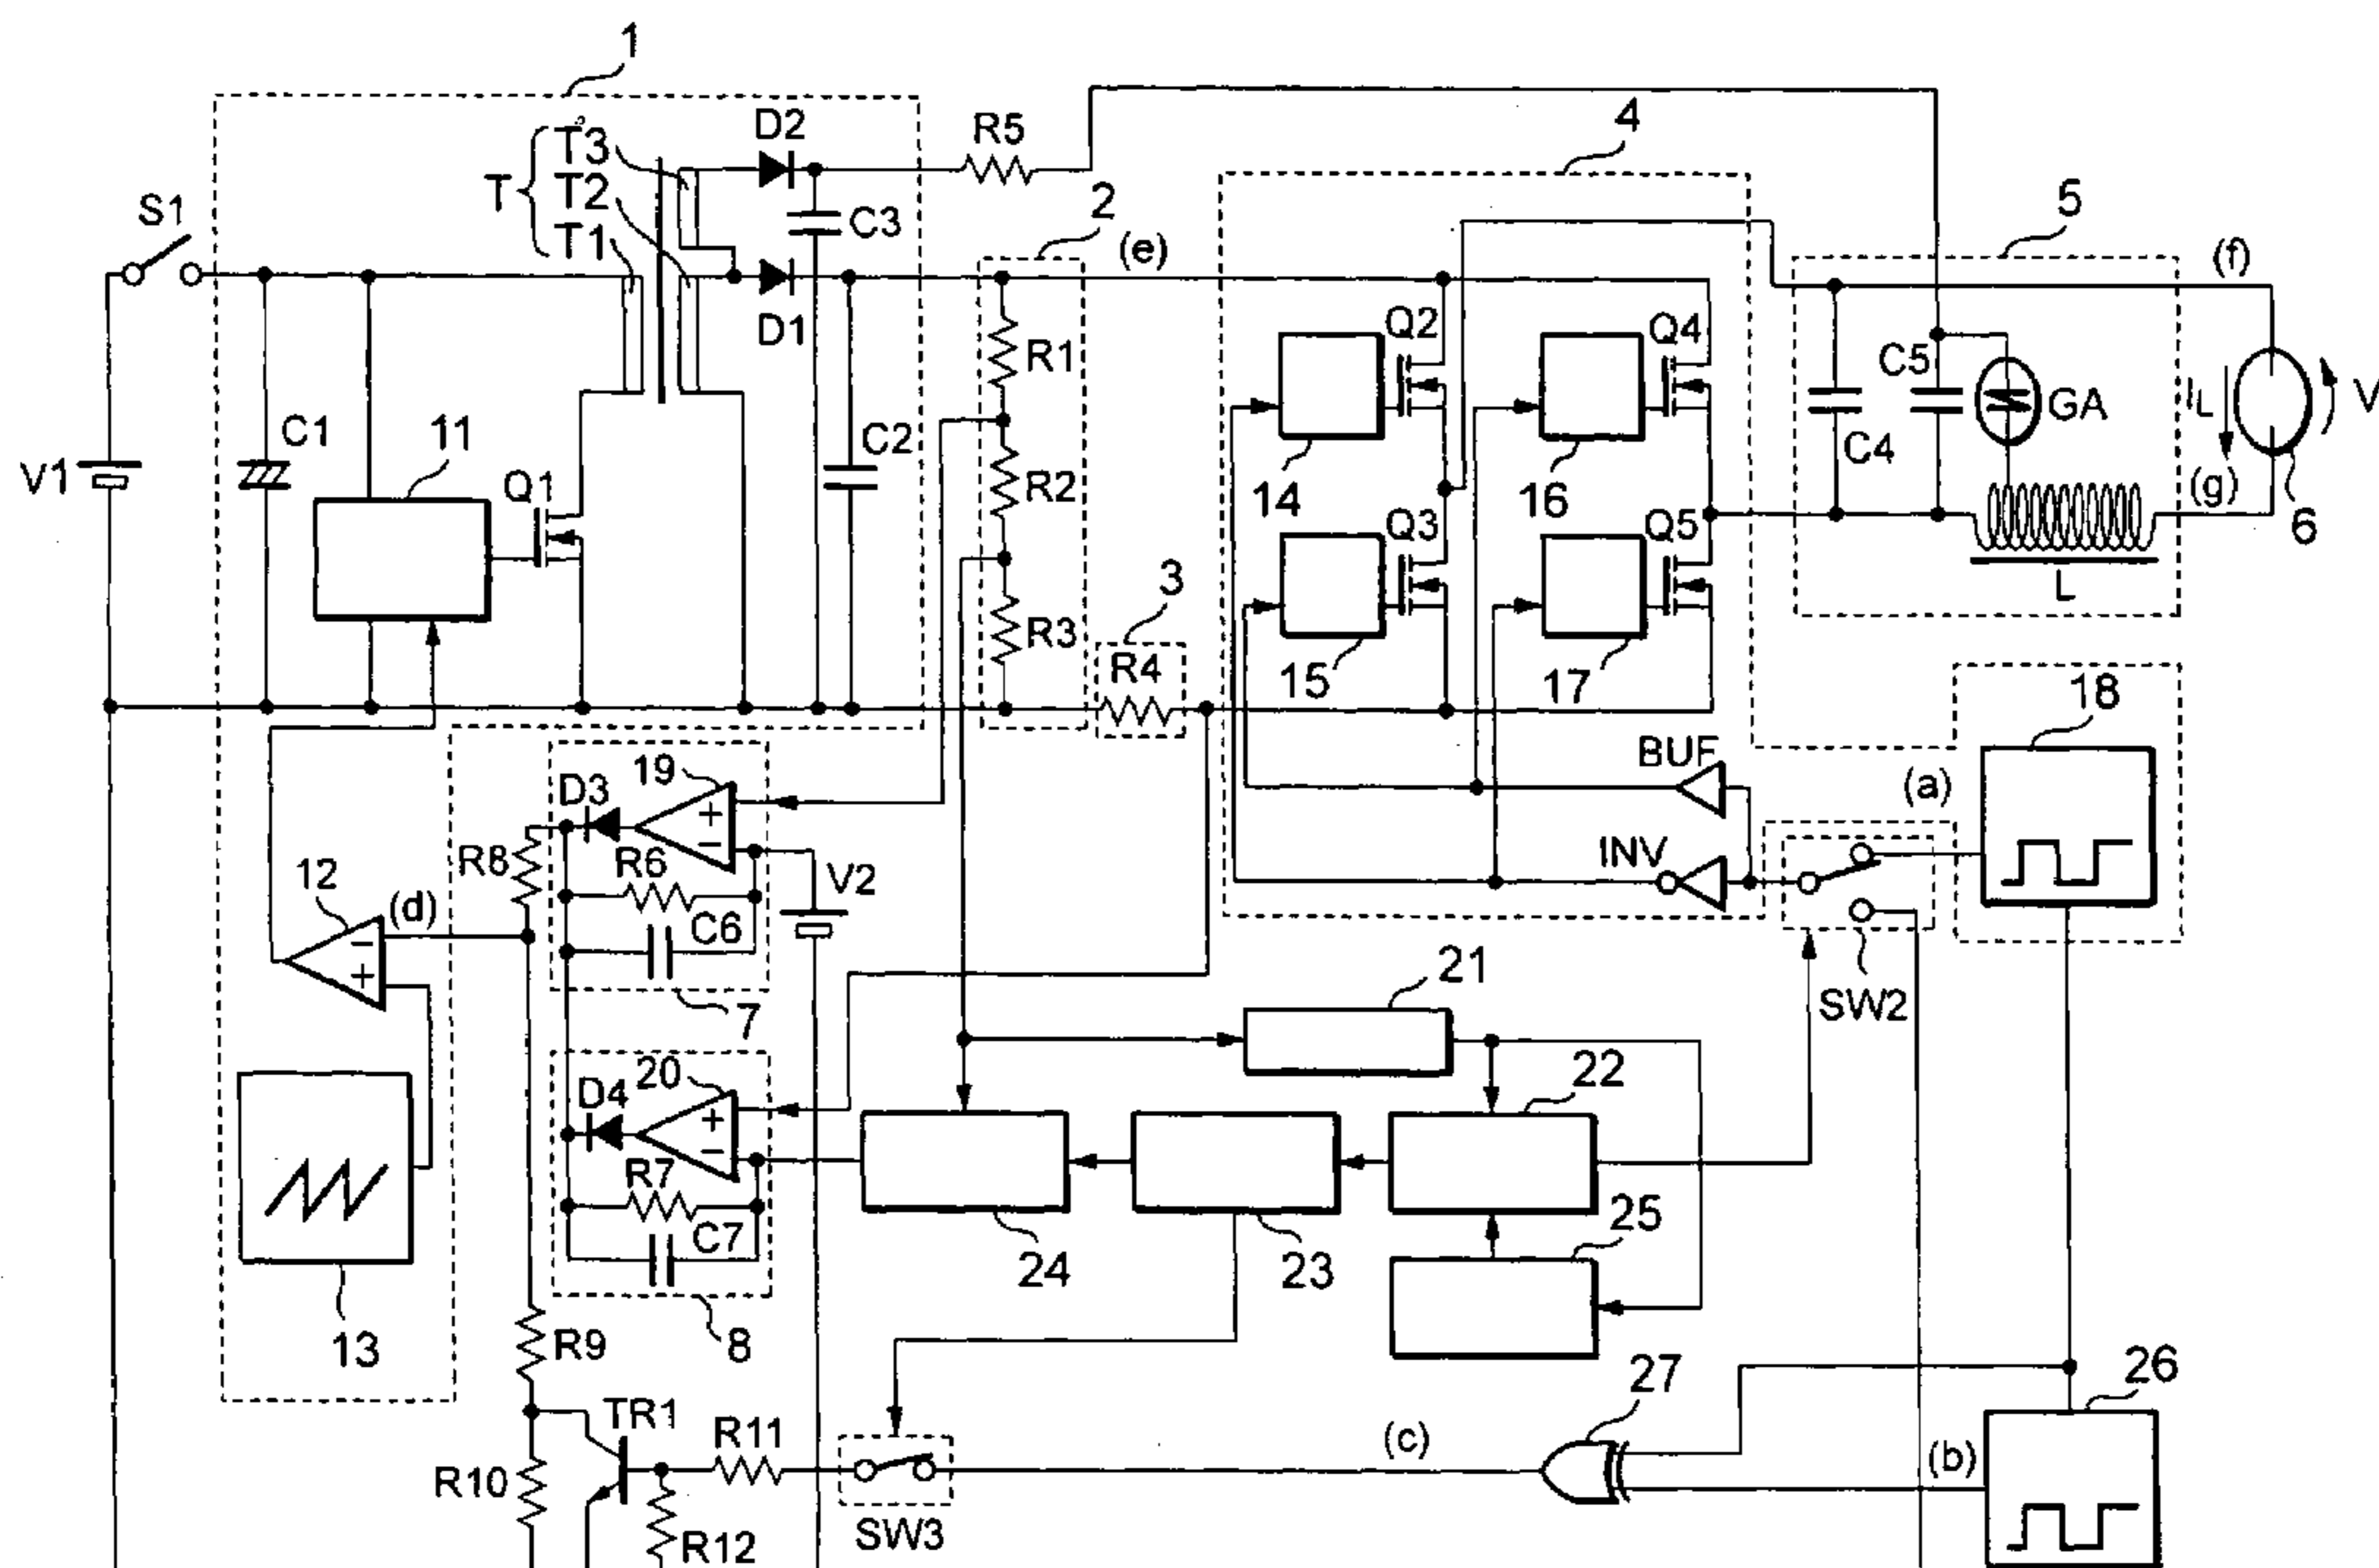 1
D2
R5
4
T3
T
T2
2
5
S1
C3
(e)
(f)
T1
D1
R1
Q2
Q4
C5
GA
IL
C1
11
C2
C4
V1
Q1
R2
14
16
(g)
Q3
Q5
6
3
L
R3
R4
15
17
18
BUF
19
D3
(a)
R8
R6
INV
V2
12
(d)
C6
21
SW2
7
D4
20
22
R7
25
C7
24
23
13
R9
8
27
26
TR1
R11
(c)
(b)
R10
SW3
R12